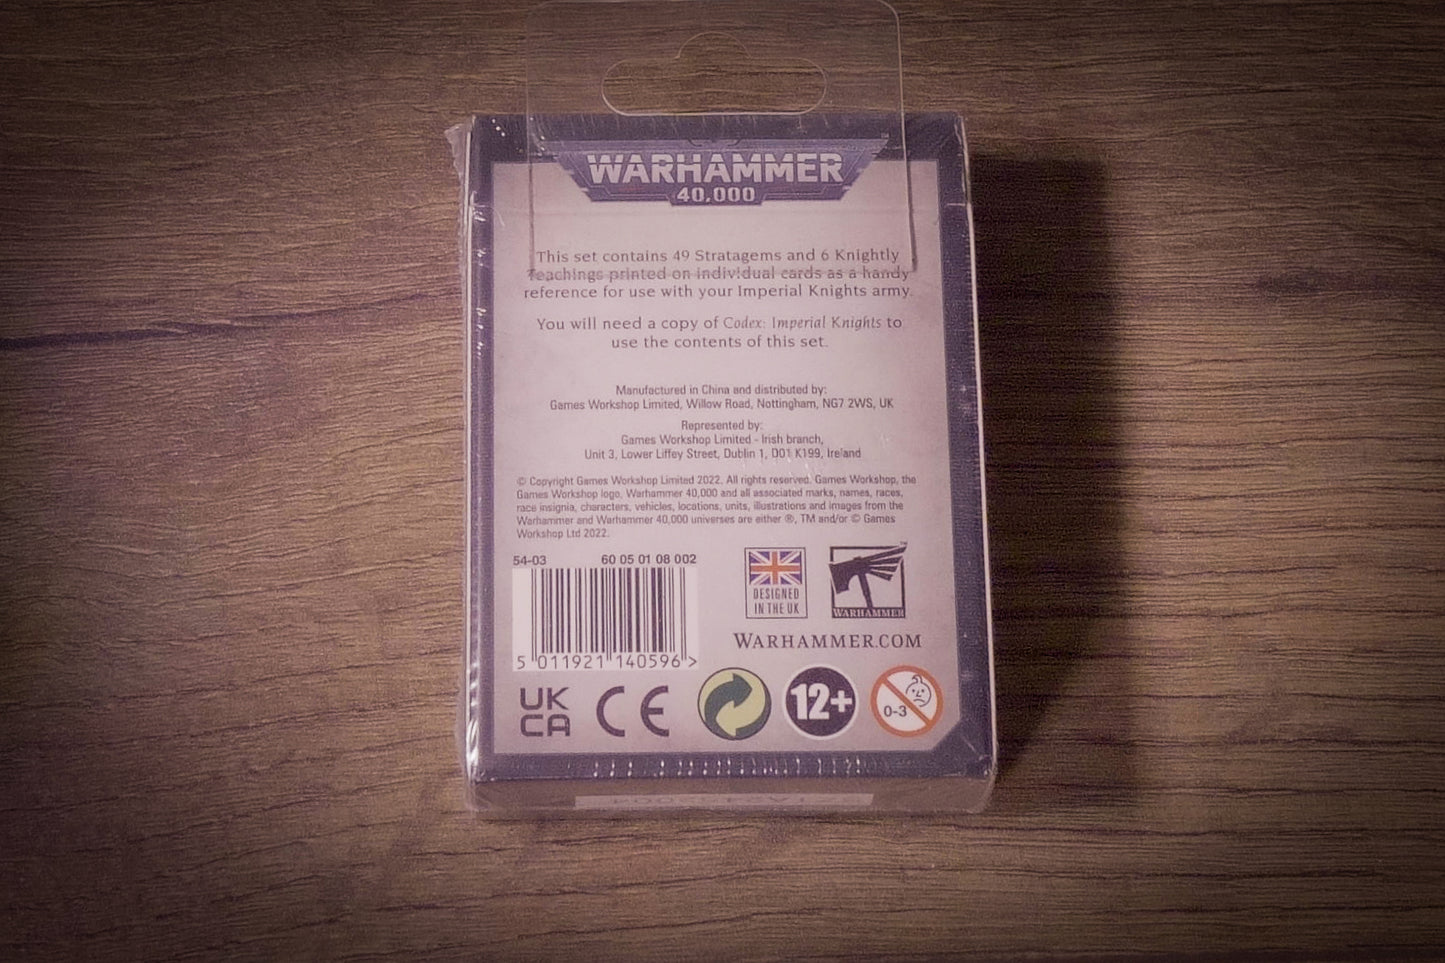 WARHAMMER
40,000
This set contains 49 Stratagems and 6 Knightly
Teachings printed on individual cards as a handy
reference for use with your Imperial Knights army.
You will need a copy of Codex: Imperial Knights to
use the contents of this set.
Manufactured in China and distributed by:
Games Workshop Limited, Willow Road, Nottingham, NG7 2WS, UK
Represented by:
Games Workshop Limited - Irish branch,
Unit 3, Lower Liffey Street, Dublin 1, D01 K199, Ireland
© Copyright Games Workshop Limited 2022. All rights reserved. Games Workshop, the
Games Workshop logo, Warhammer 40,000 and all associated marks, names, races,
race insignia, characters, vehicles, locations, units, illustrations and images from the
Warhammer and Warhammer 40,000 universes are either ®, TM and/or © Games
Workshop Ltd 2022.
54-03 60 05 01 08 002
5 011921 140596 >
DESIGNED
IN THE UK
WARHAMMER™
WARHAMMER.COM
UK
CA
CE
12+
0-3